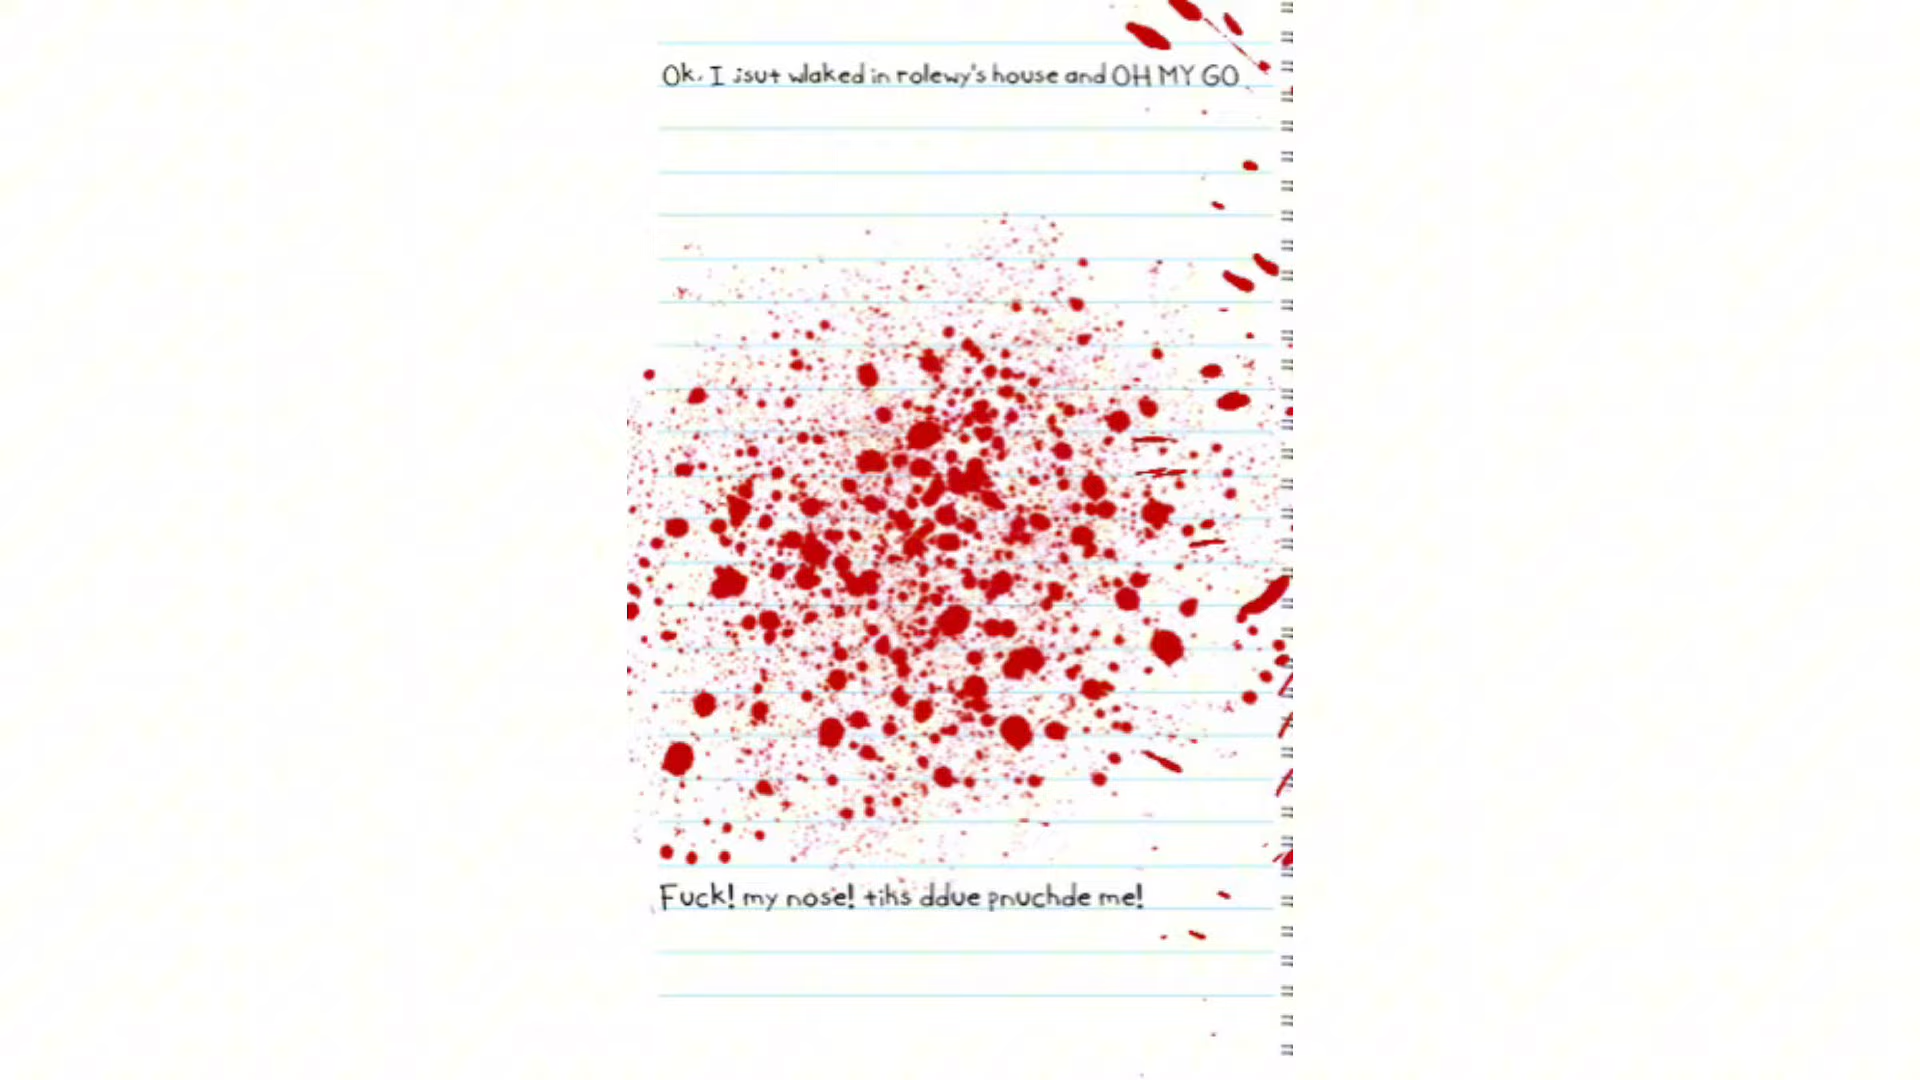 Ok, I jsut wlaked in rolewy's house and OH MY GO
Fuck! my nose! tihs ddue pnuchde me!